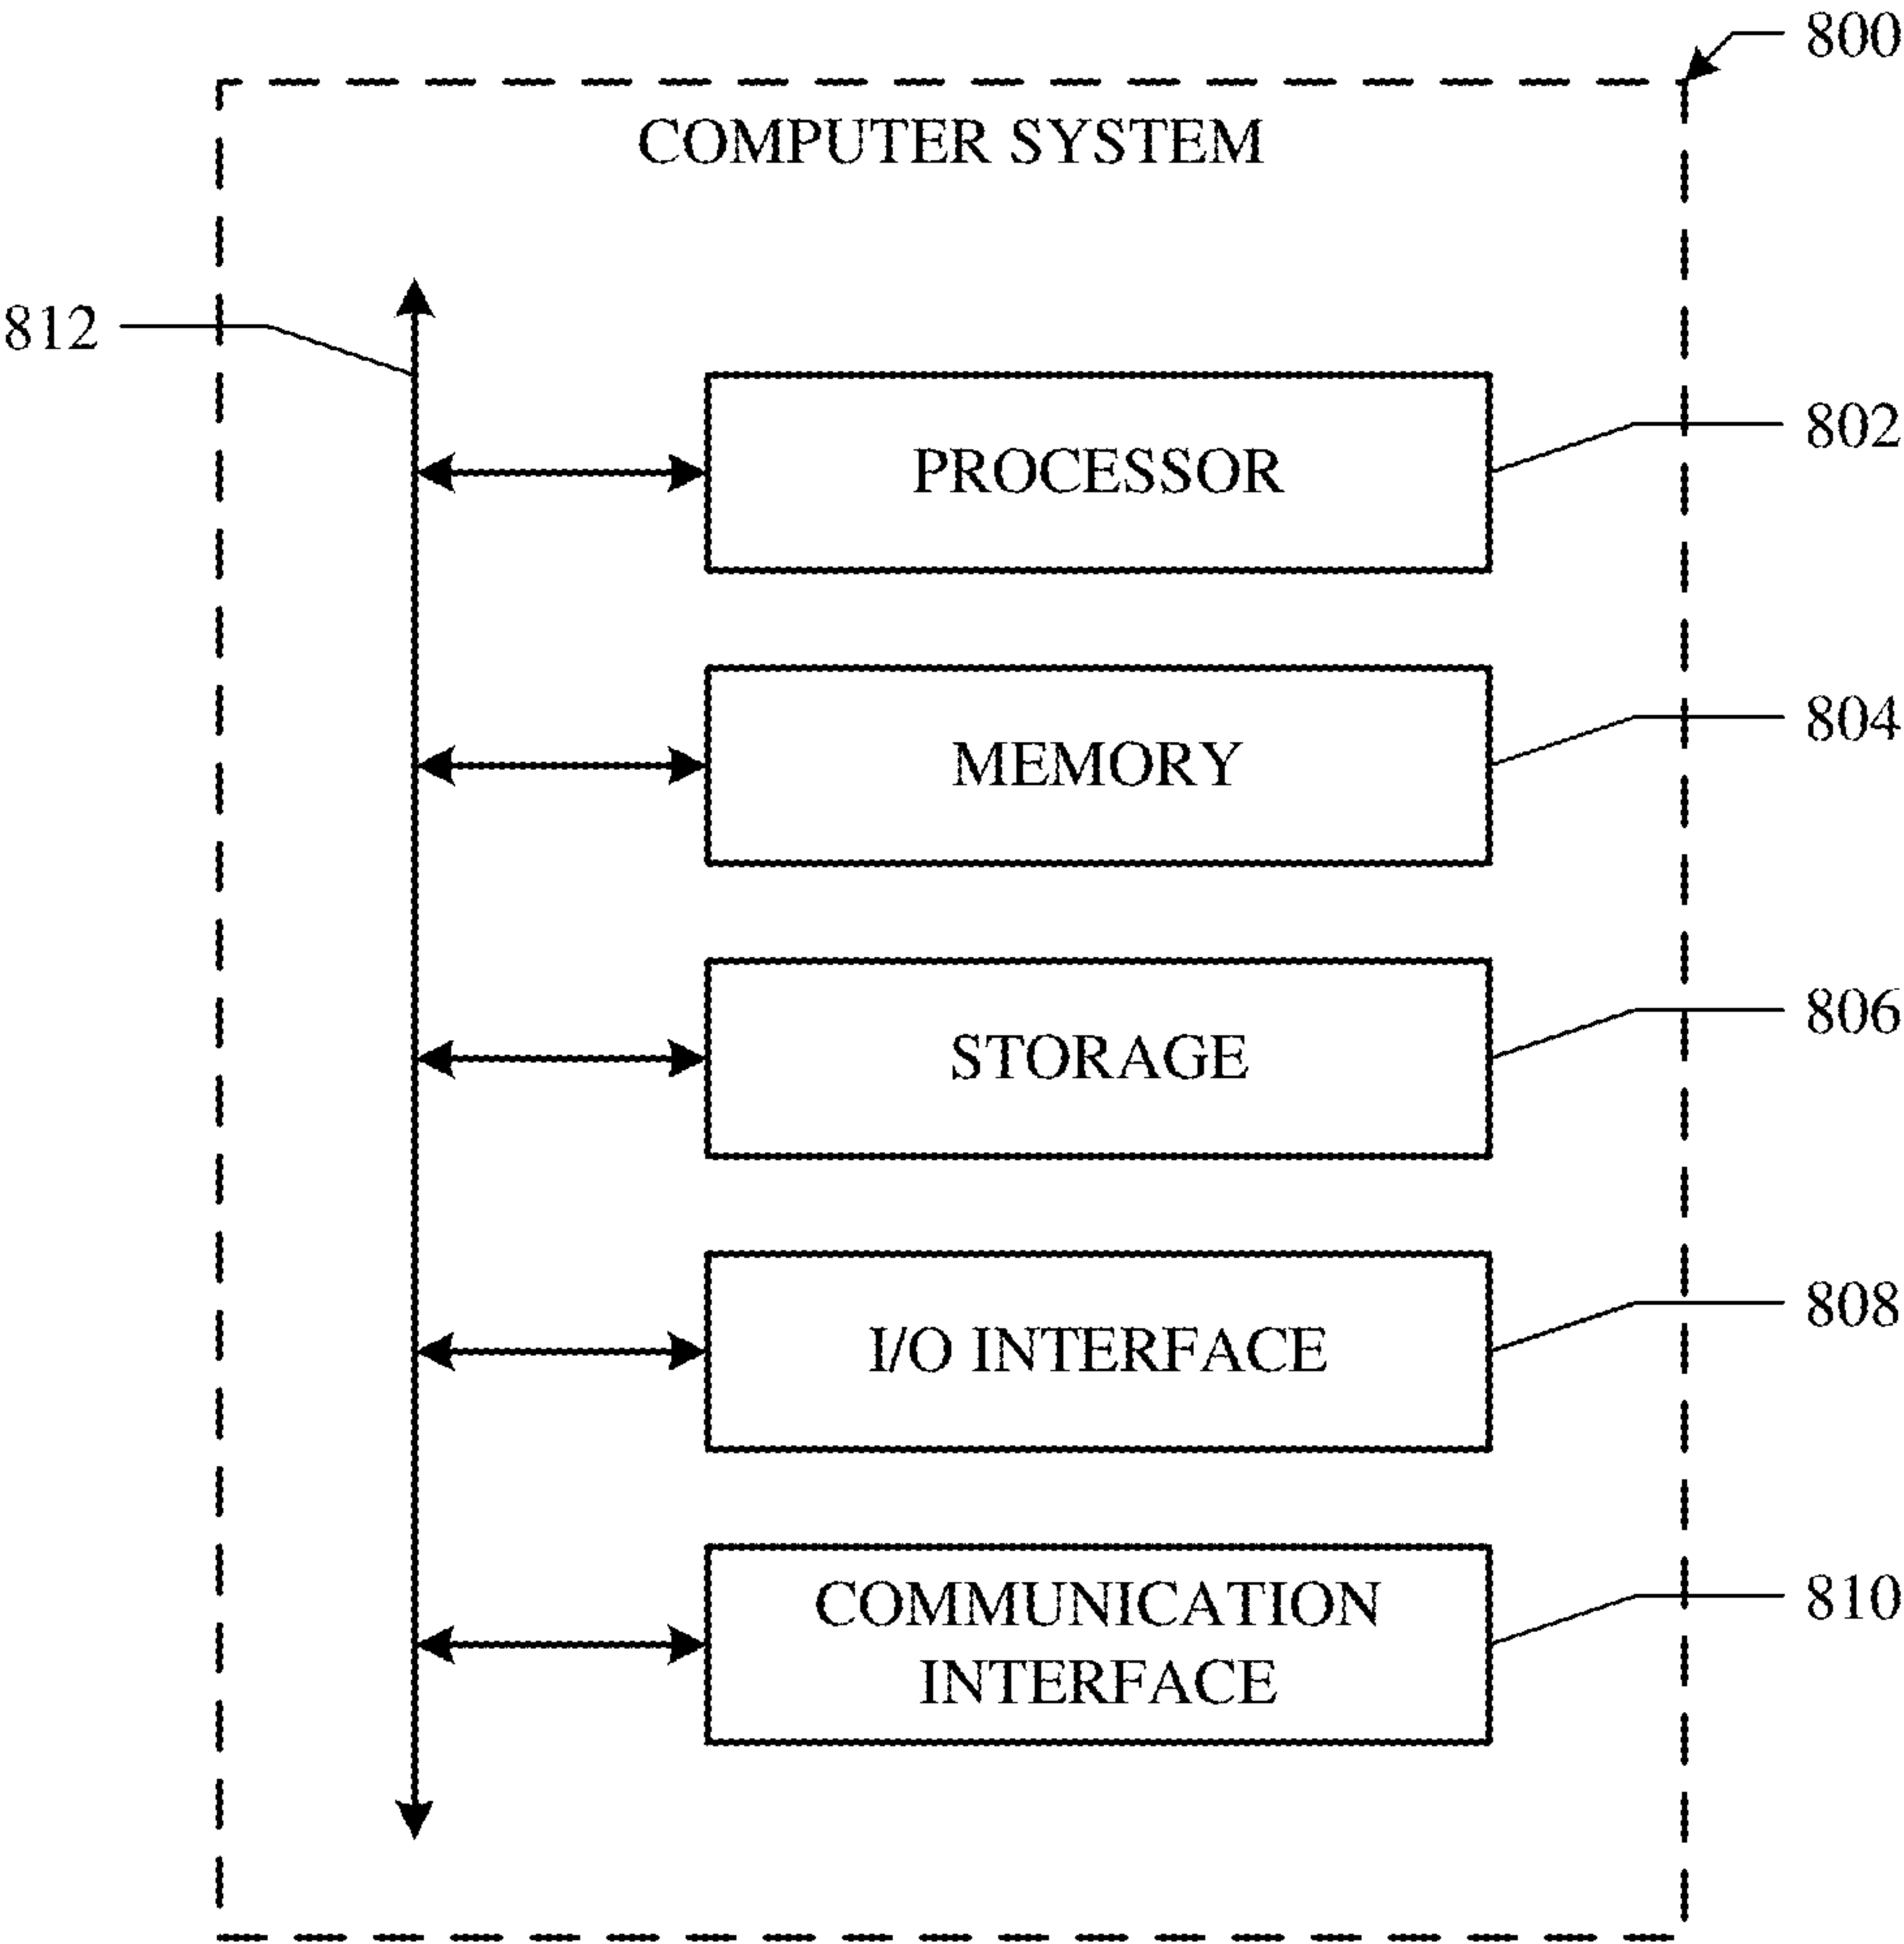 800
COMPUTER SYSTEM
812
PROCESSOR
802
MEMORY
804
STORAGE
806
I/O INTERFACE
808
COMMUNICATION
INTERFACE
810